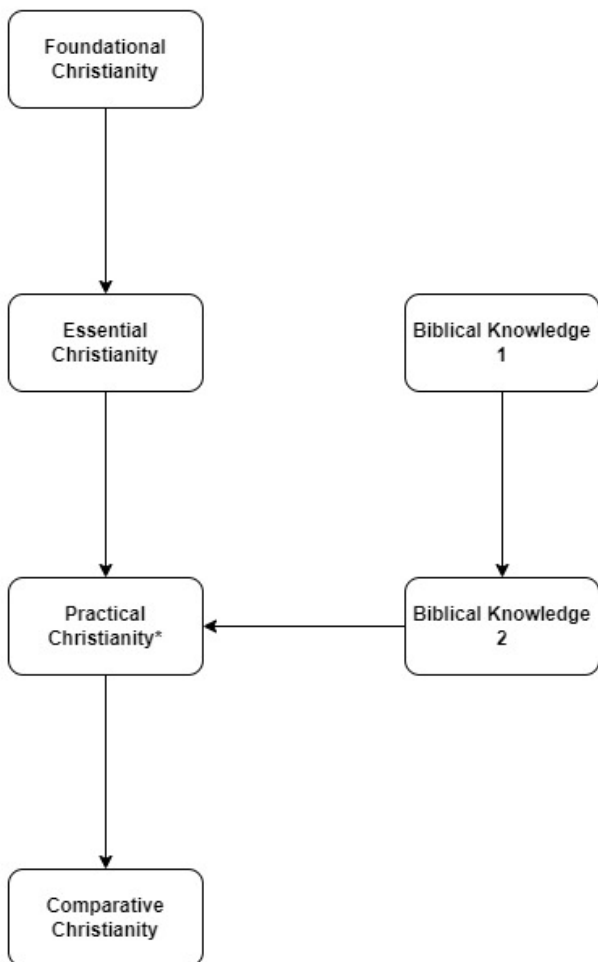 Foundational
Christianity
Essential
Christianity
Biblical Knowledge
1
Practical
Christianity*
Biblical Knowledge
2
Comparative
Christianity